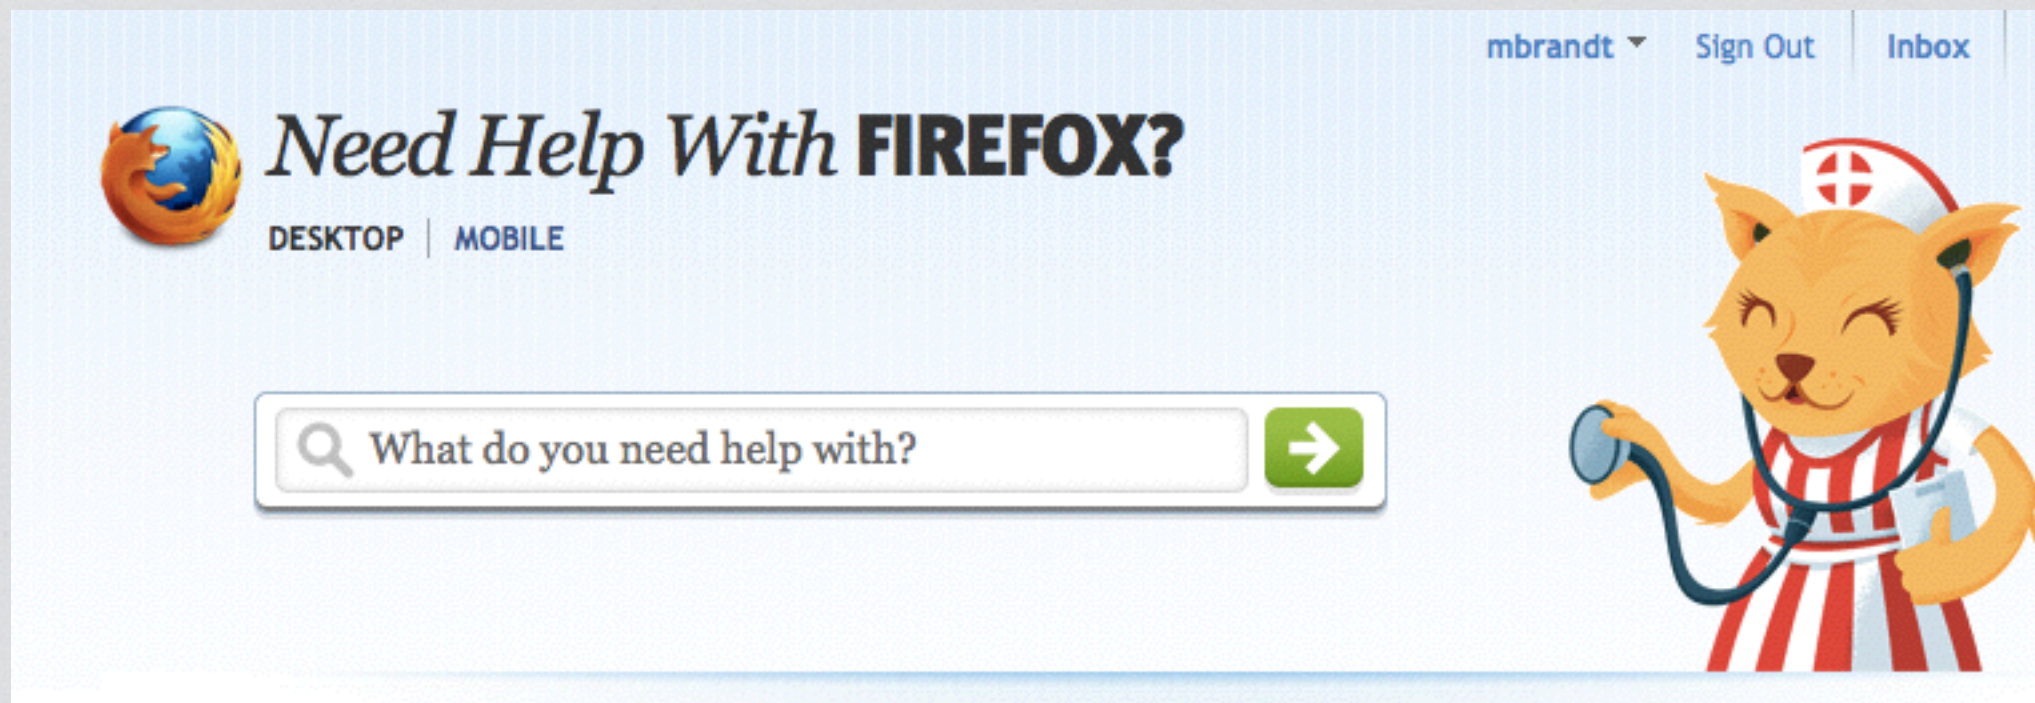 mbrandt Sign Out Inbox
Need Help With FIREFOX?
DESKTOP MOBILE
What do you need help with?